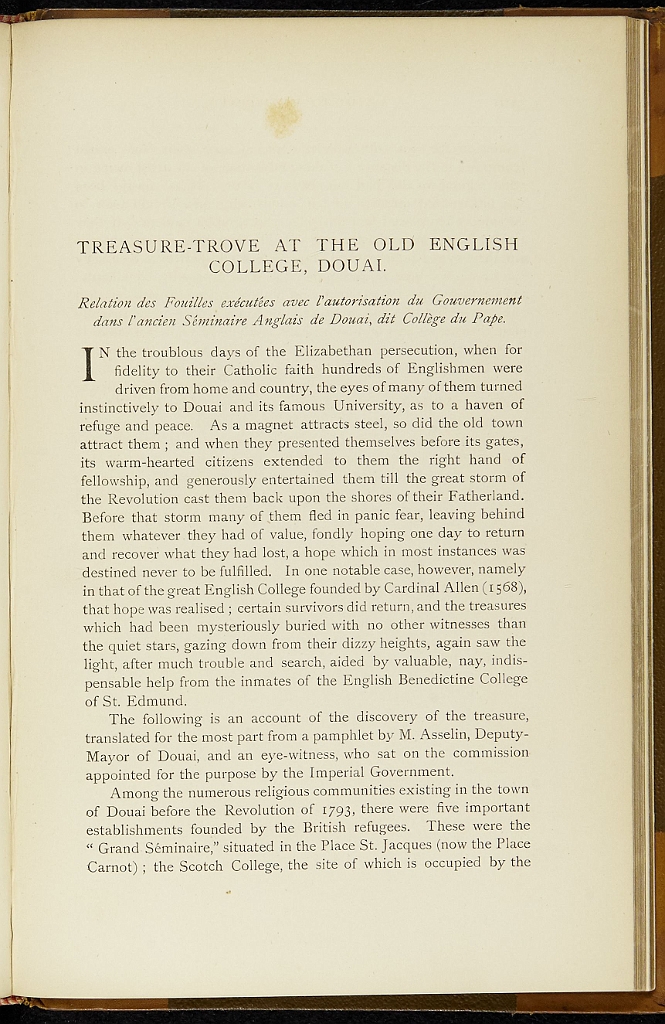 TREASURE-TROVE AT THE OLD ENGLISH
COLLEGE, DOUAI.
Relation des Fouilles exécutées avec l'autorisation du Gouvernement
dans l'ancien Séminaire Anglais de Douai, dit Collège du Pape.
IN the troublous days of the Elizabethan persecution, when for
fidelity to their Catholic faith hundreds of Englishmen were
driven from home and country, the eyes of many of them turned
instinctively to Douai and its famous University, as to a haven of
refuge and peace. As a magnet attracts steel, so did the old town
attract them ; and when they presented themselves before its gates,
its warm-hearted citizens extended to them the right hand of
fellowship, and generously entertained them till the great storm of
the Revolution cast them back upon the shores of their Fatherland.
Before that storm many of them fled in panic fear, leaving behind
them whatever they had of value, fondly hoping one day to return
and recover what they had lost, a hope which in most instances was
destined never to be fulfilled. In one notable case, however, namely
in that of the great English College founded by Cardinal Allen (1568),
that hope was realised ; certain survivors did return, and the treasures
which had been mysteriously buried with no other witnesses than
the quiet stars, gazing down from their dizzy heights, again saw the
light, after much trouble and search, aided by valuable, nay, indis-
pensable help from the inmates of the English Benedictine College
of St. Edmund.
The following is an account of the discovery of the treasure,
translated for the most part from a pamphlet by M. Asselin, Deputy-
Mayor of Douai, and an eye-witness, who sat on the commission
appointed for the purpose by the Imperial Government.
Among the numerous religious communities existing in the town
of Douai before the Revolution of 1793, there were five important
establishments founded by the British refugees. These were the
“ Grand Séminaire,” situated in the Place St. Jacques (now the Place
Carnot) ; the Scotch College, the site of which is occupied by the